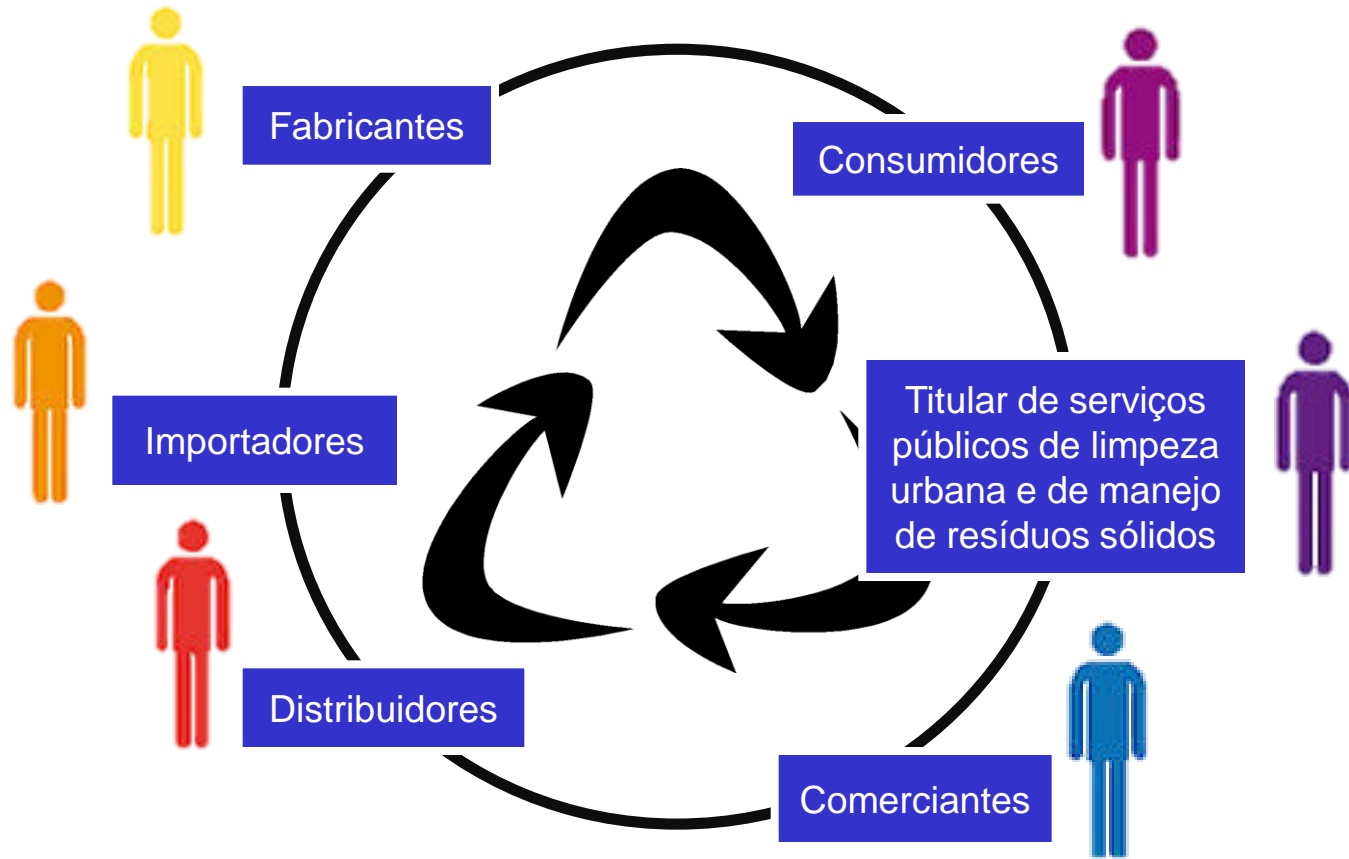 Fabricantes
Consumidores
Importadores
Titular de serviços
públicos de limpeza
urbana e de manejo
de resíduos sólidos
Distribuidores
Comerciantes